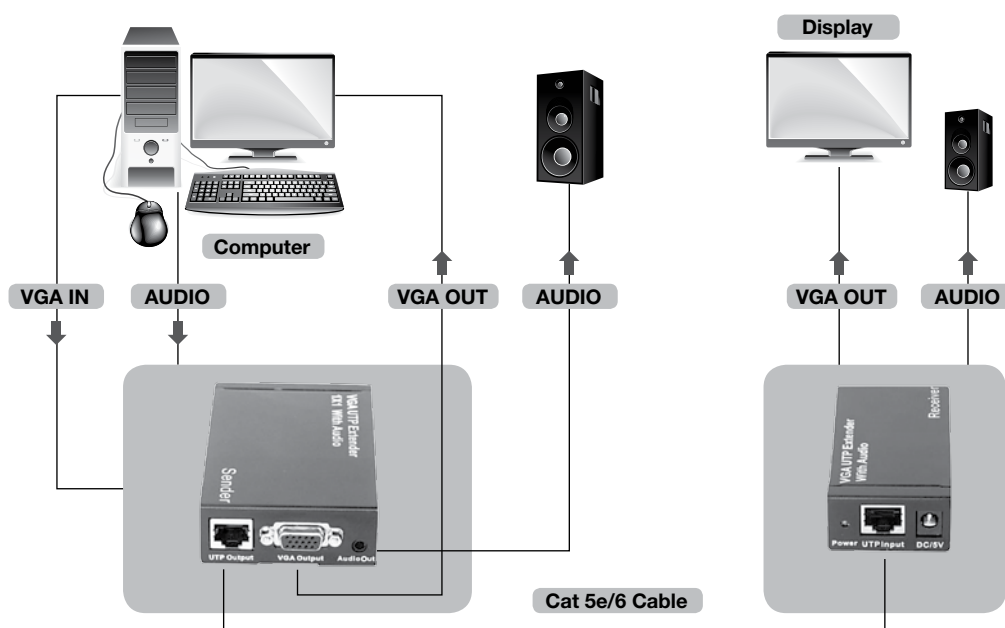 Display
Computer
VGA IN
AUDIO
VGA OUT
AUDIO
VGA OUT
AUDIO
VGA UTP Extender
1X1 With Audio
Sender
UTP Output
VGA Output
AudioOut
VGA UTP Extender
With Audio
Receiver
Power
UTP Input
DC/5V
Cat 5e/6 Cable